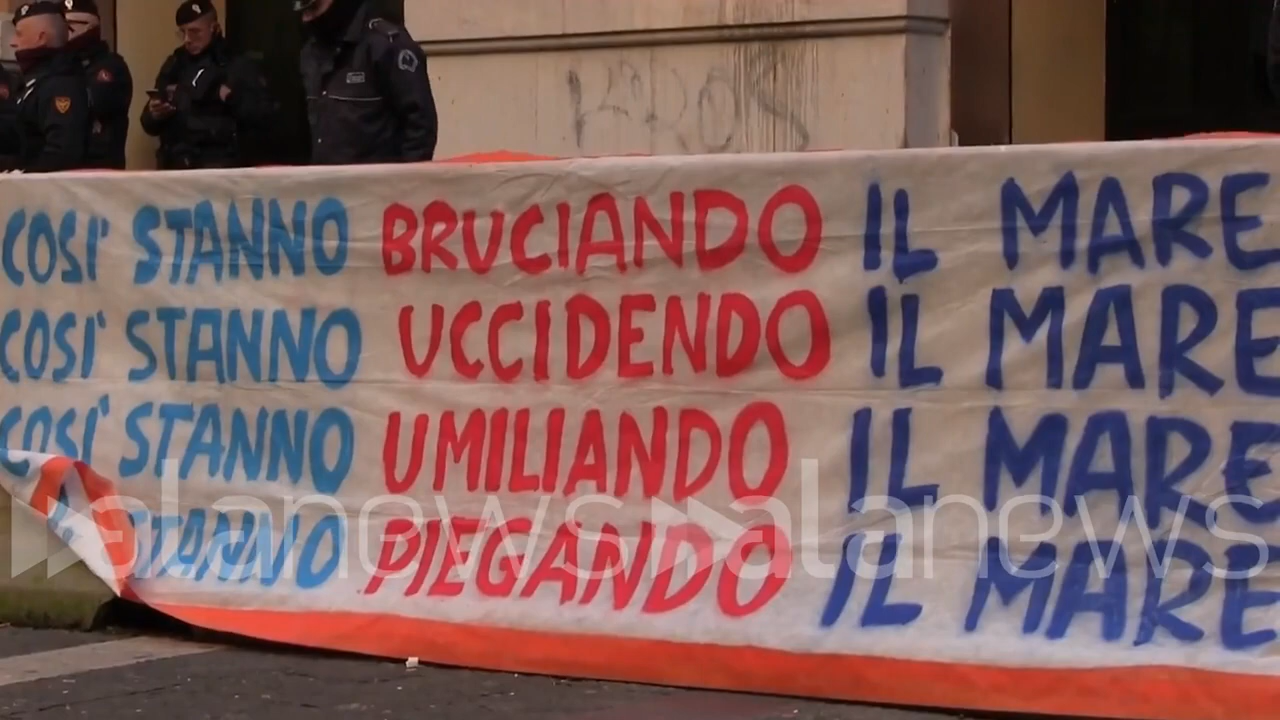 KROS
COSI' STANNO BRUCIANDO IL MARE
COSI' STANNO UCCIDENDO IL MARE
COSI' STANNO UMILIANDO IL MARE
STANNO PIEGANDO IL MARE
alanews alanews